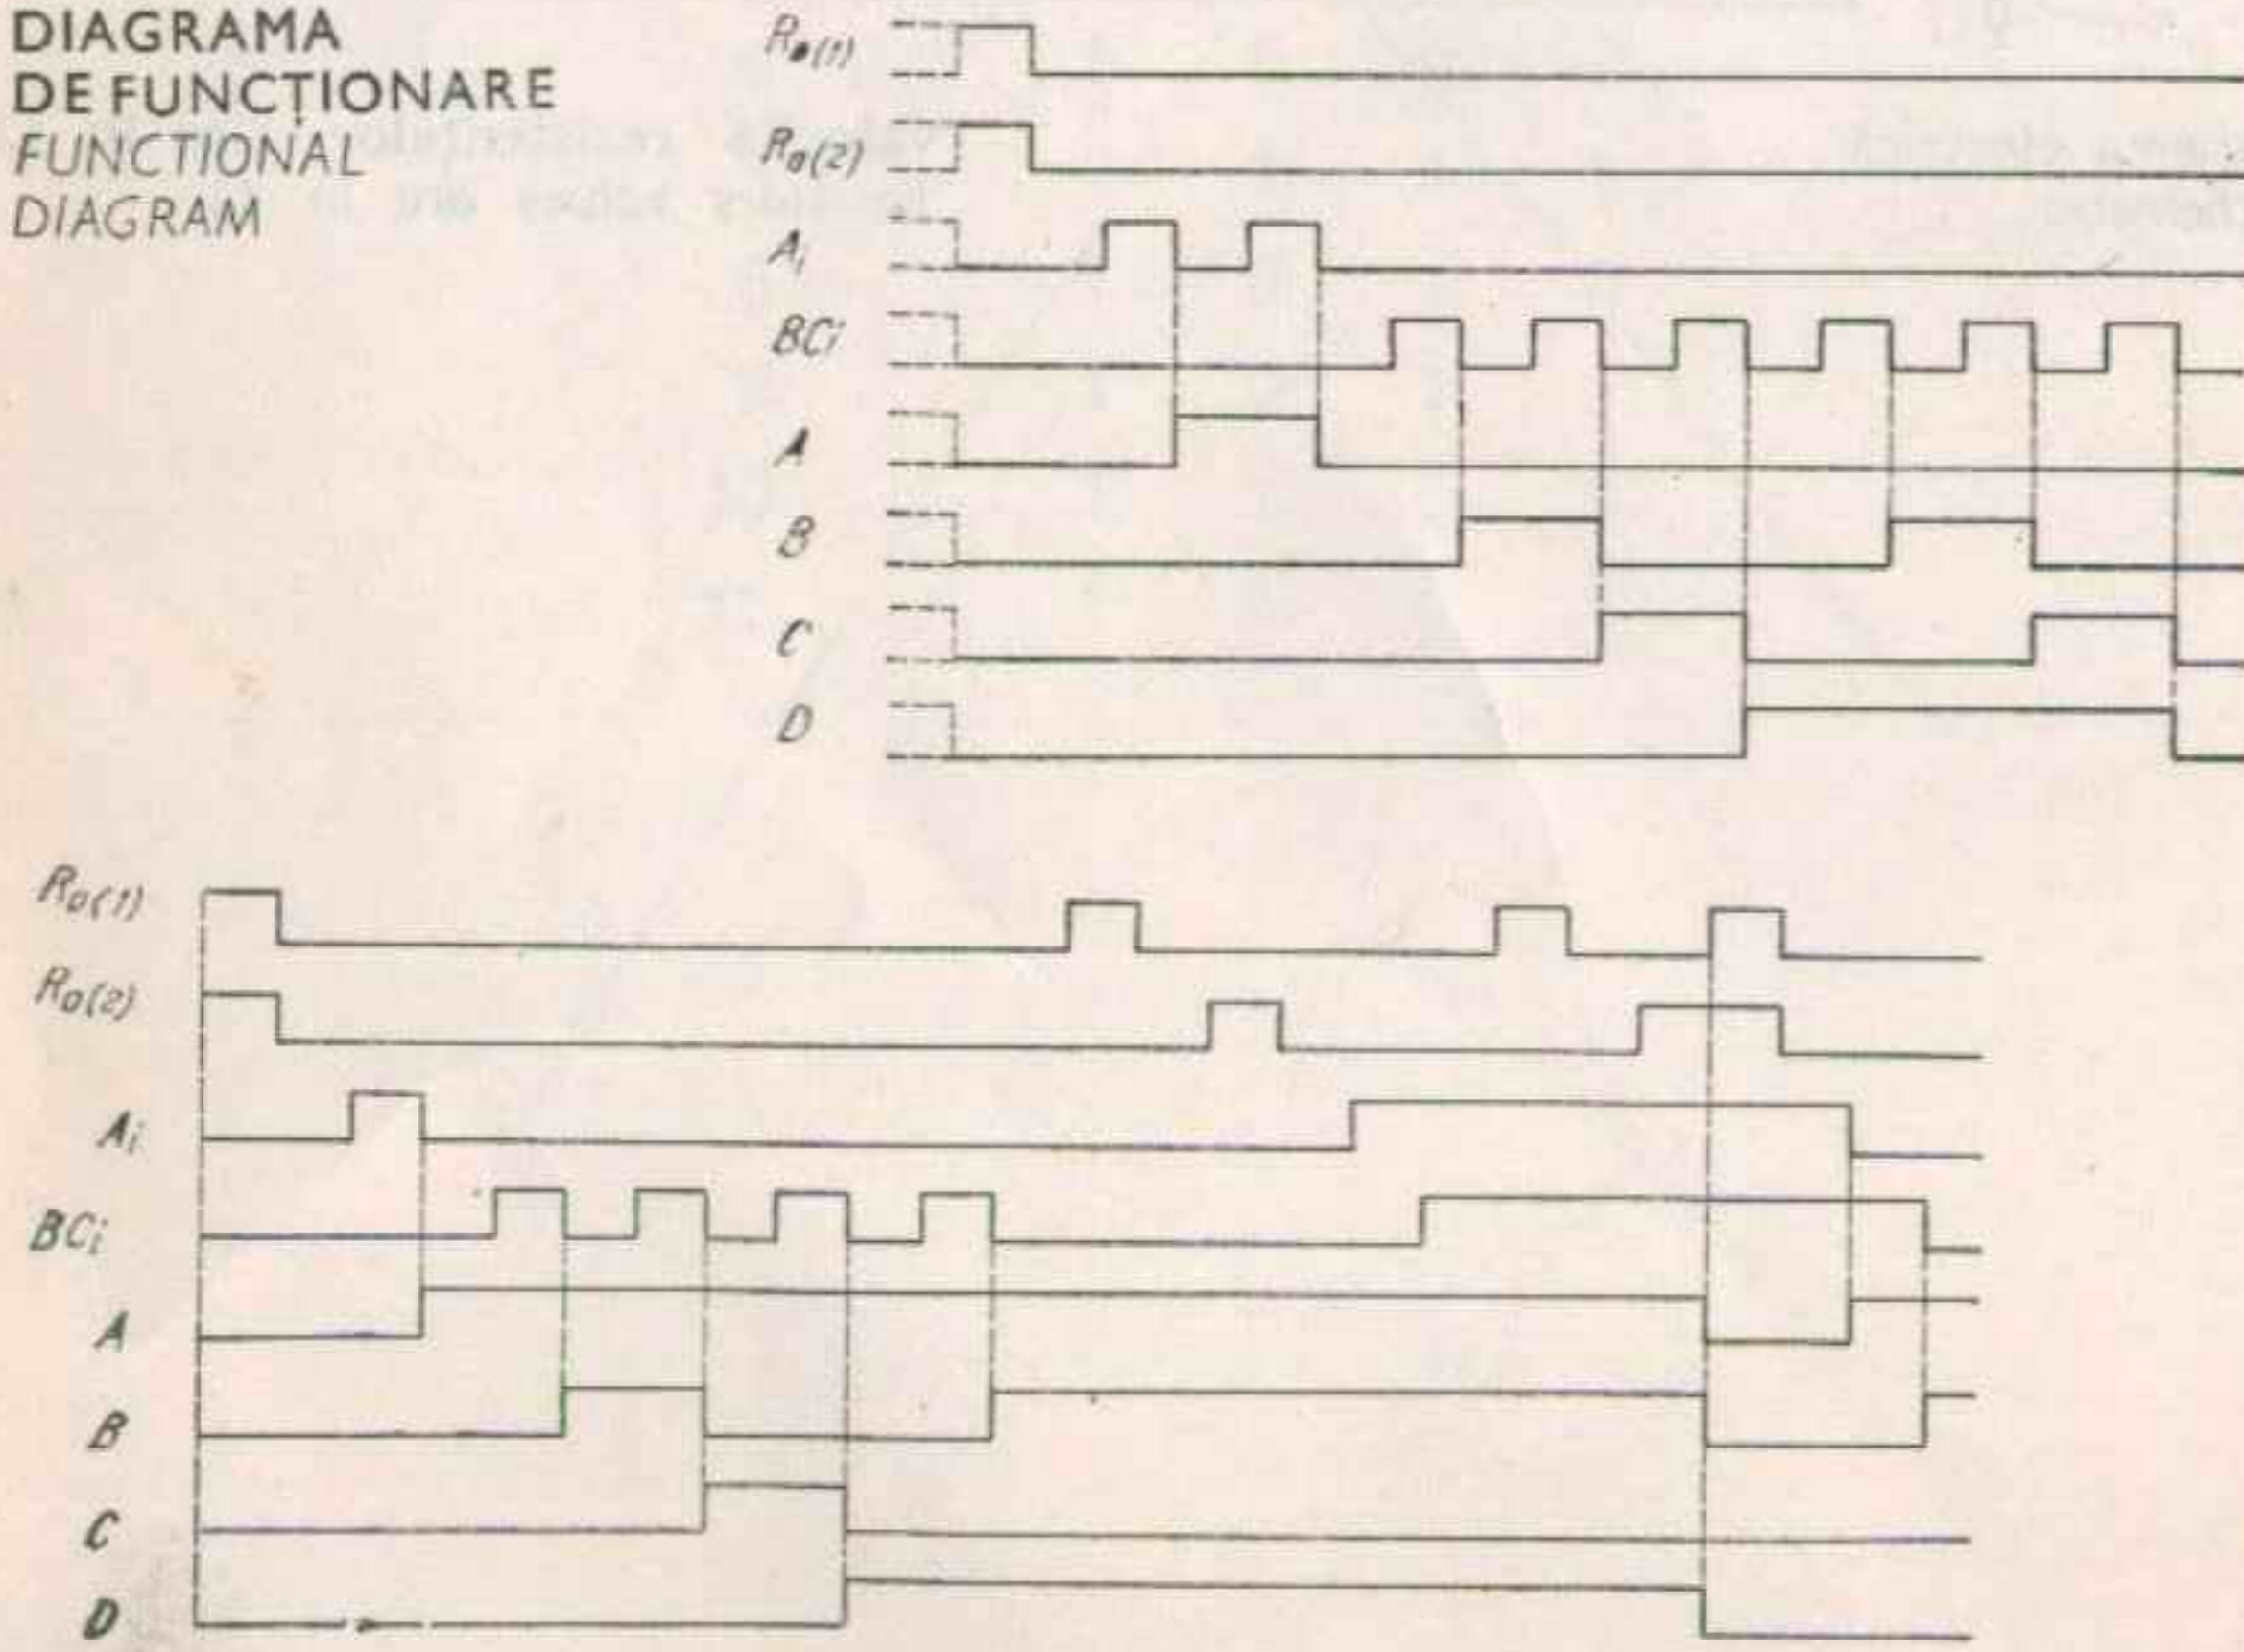 DIAGRAMA
DE FUNCȚIONARE
FUNCTIONAL
DIAGRAM
R0(1)
R0(2)
Ai
BCi
A
B
C
D
R0(1)
R0(2)
Ai
BCi
A
B
C
D